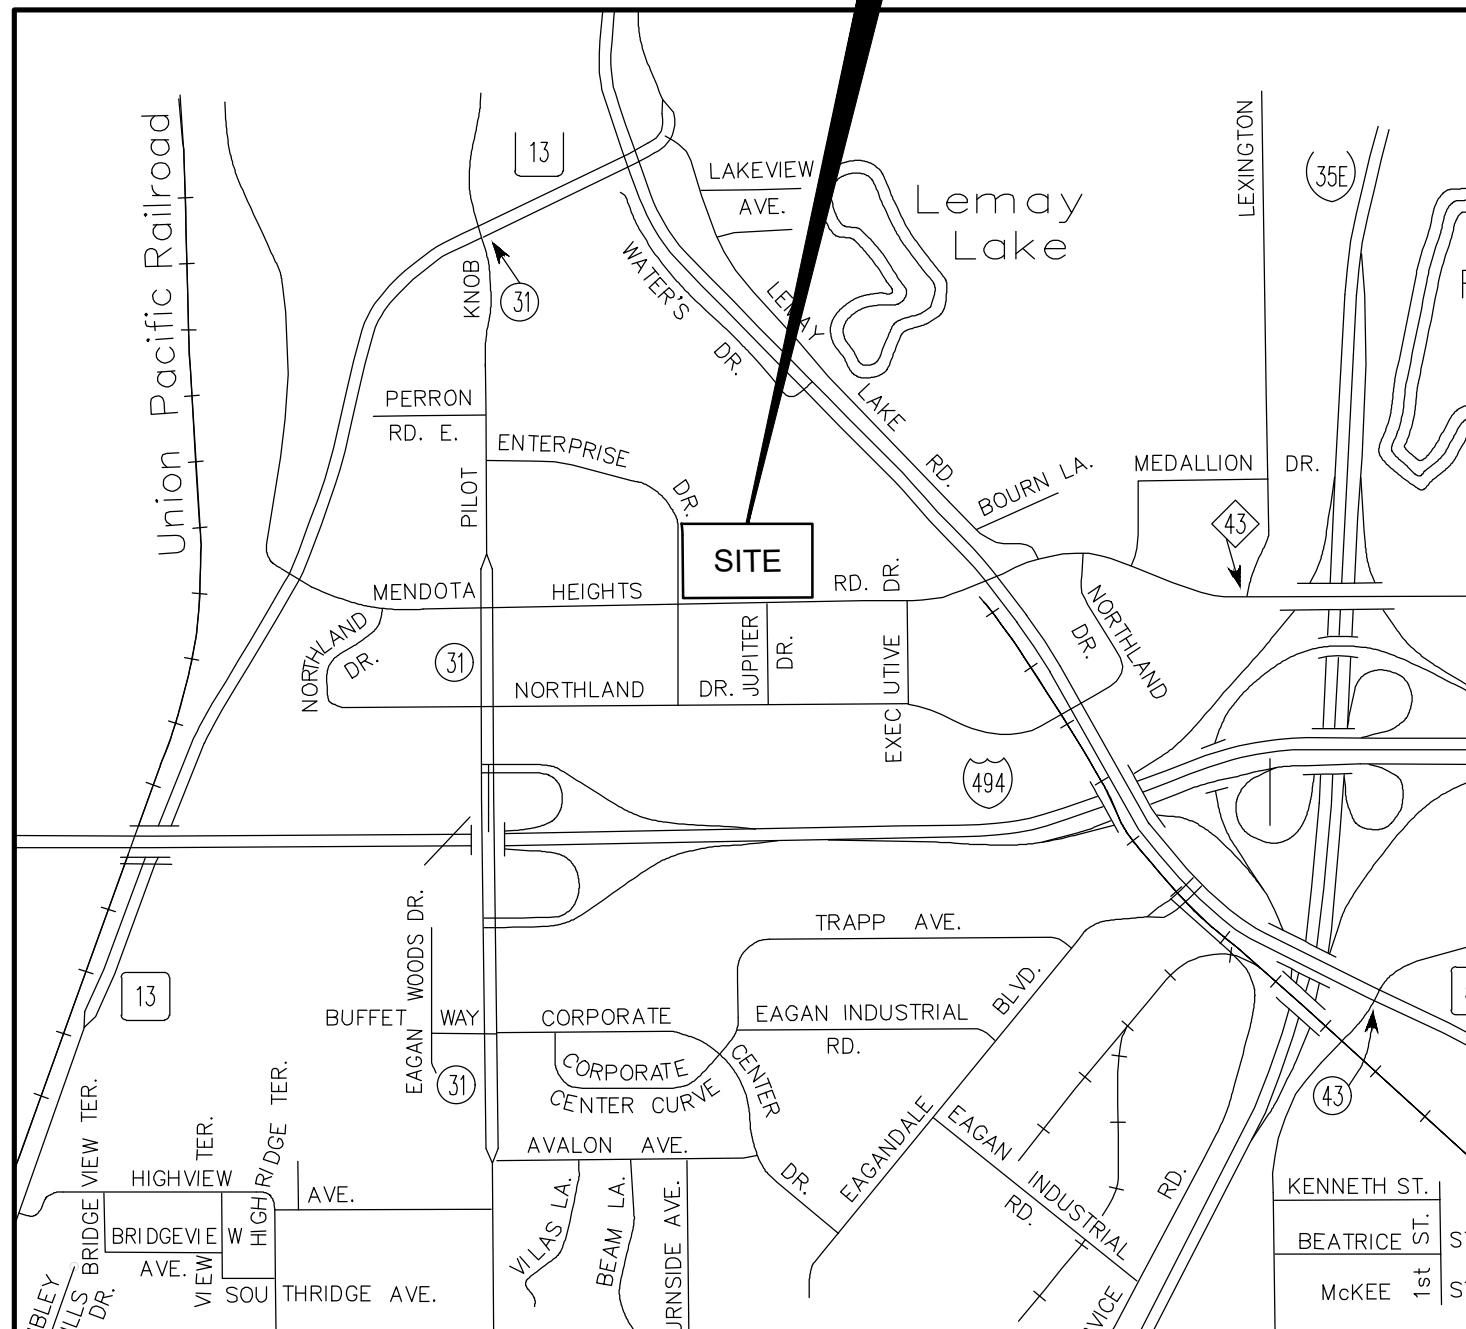 Union Pacific Railroad
13
LAKEVIEW
AVE.
Lemay
Lake
LEXINGTON
35E
KNOB
31
WATER'S
DR.
LEMAY
LAKE
RD.
PERRON
RD. E.
ENTERPRISE
DR.
PILOT
BOURN LA.
MEDALLION DR.
43
SITE
MENDOTA
HEIGHTS
RD.
DR.
EXEC UTIVE
NORTHLAND
DR.
31
JUPITER
DR.
NORTHLAND
DR.
NORTHLAND
DR.
494
EAGAN WOODS DR.
TRAPP AVE.
13
BUFFET WAY
CORPORATE
EAGAN INDUSTRIAL
RD.
BLVD.
CORPORATE
CENTER CURVE
CENTER
DR.
31
43
EAGANDALE
EAGAN INDUSTRIAL
RD.
RD.
AVALON AVE.
BRIDGE VIEW TER.
VIEW TER.
HIGH RIDGE TER.
HIGHVIEW
AVE.
BRIDGEVIE W
AVE.
SOU THRIDGE AVE.
DR.
VILAS LA.
BEAM LA.
URNSIDE AVE.
KENNETH ST.
BEATRICE
1st ST.
McKEE
VICE